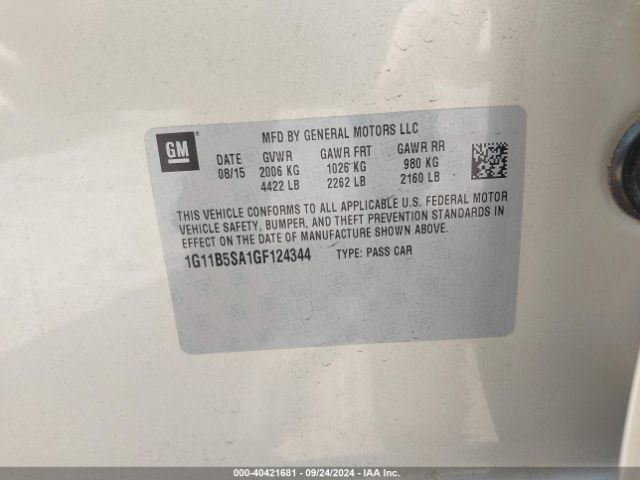 GM®
MFD BY GENERAL MOTORS LLC
DATE GVWR GAWR FRT GAWR RR
08/15 2006 KG 1026 KG 980 KG
4422 LB 2262 LB 2160 LB
THIS VEHICLE CONFORMS TO ALL APPLICABLE U.S. FEDERAL MOTOR
VEHICLE SAFETY, BUMPER, AND THEFT PREVENTION STANDARDS IN
EFFECT ON THE DATE OF MANUFACTURE SHOWN ABOVE.
1G11B5SA1GF124344 TYPE: PASS CAR
000-40421681 - 09/24/2024 - IAA Inc.